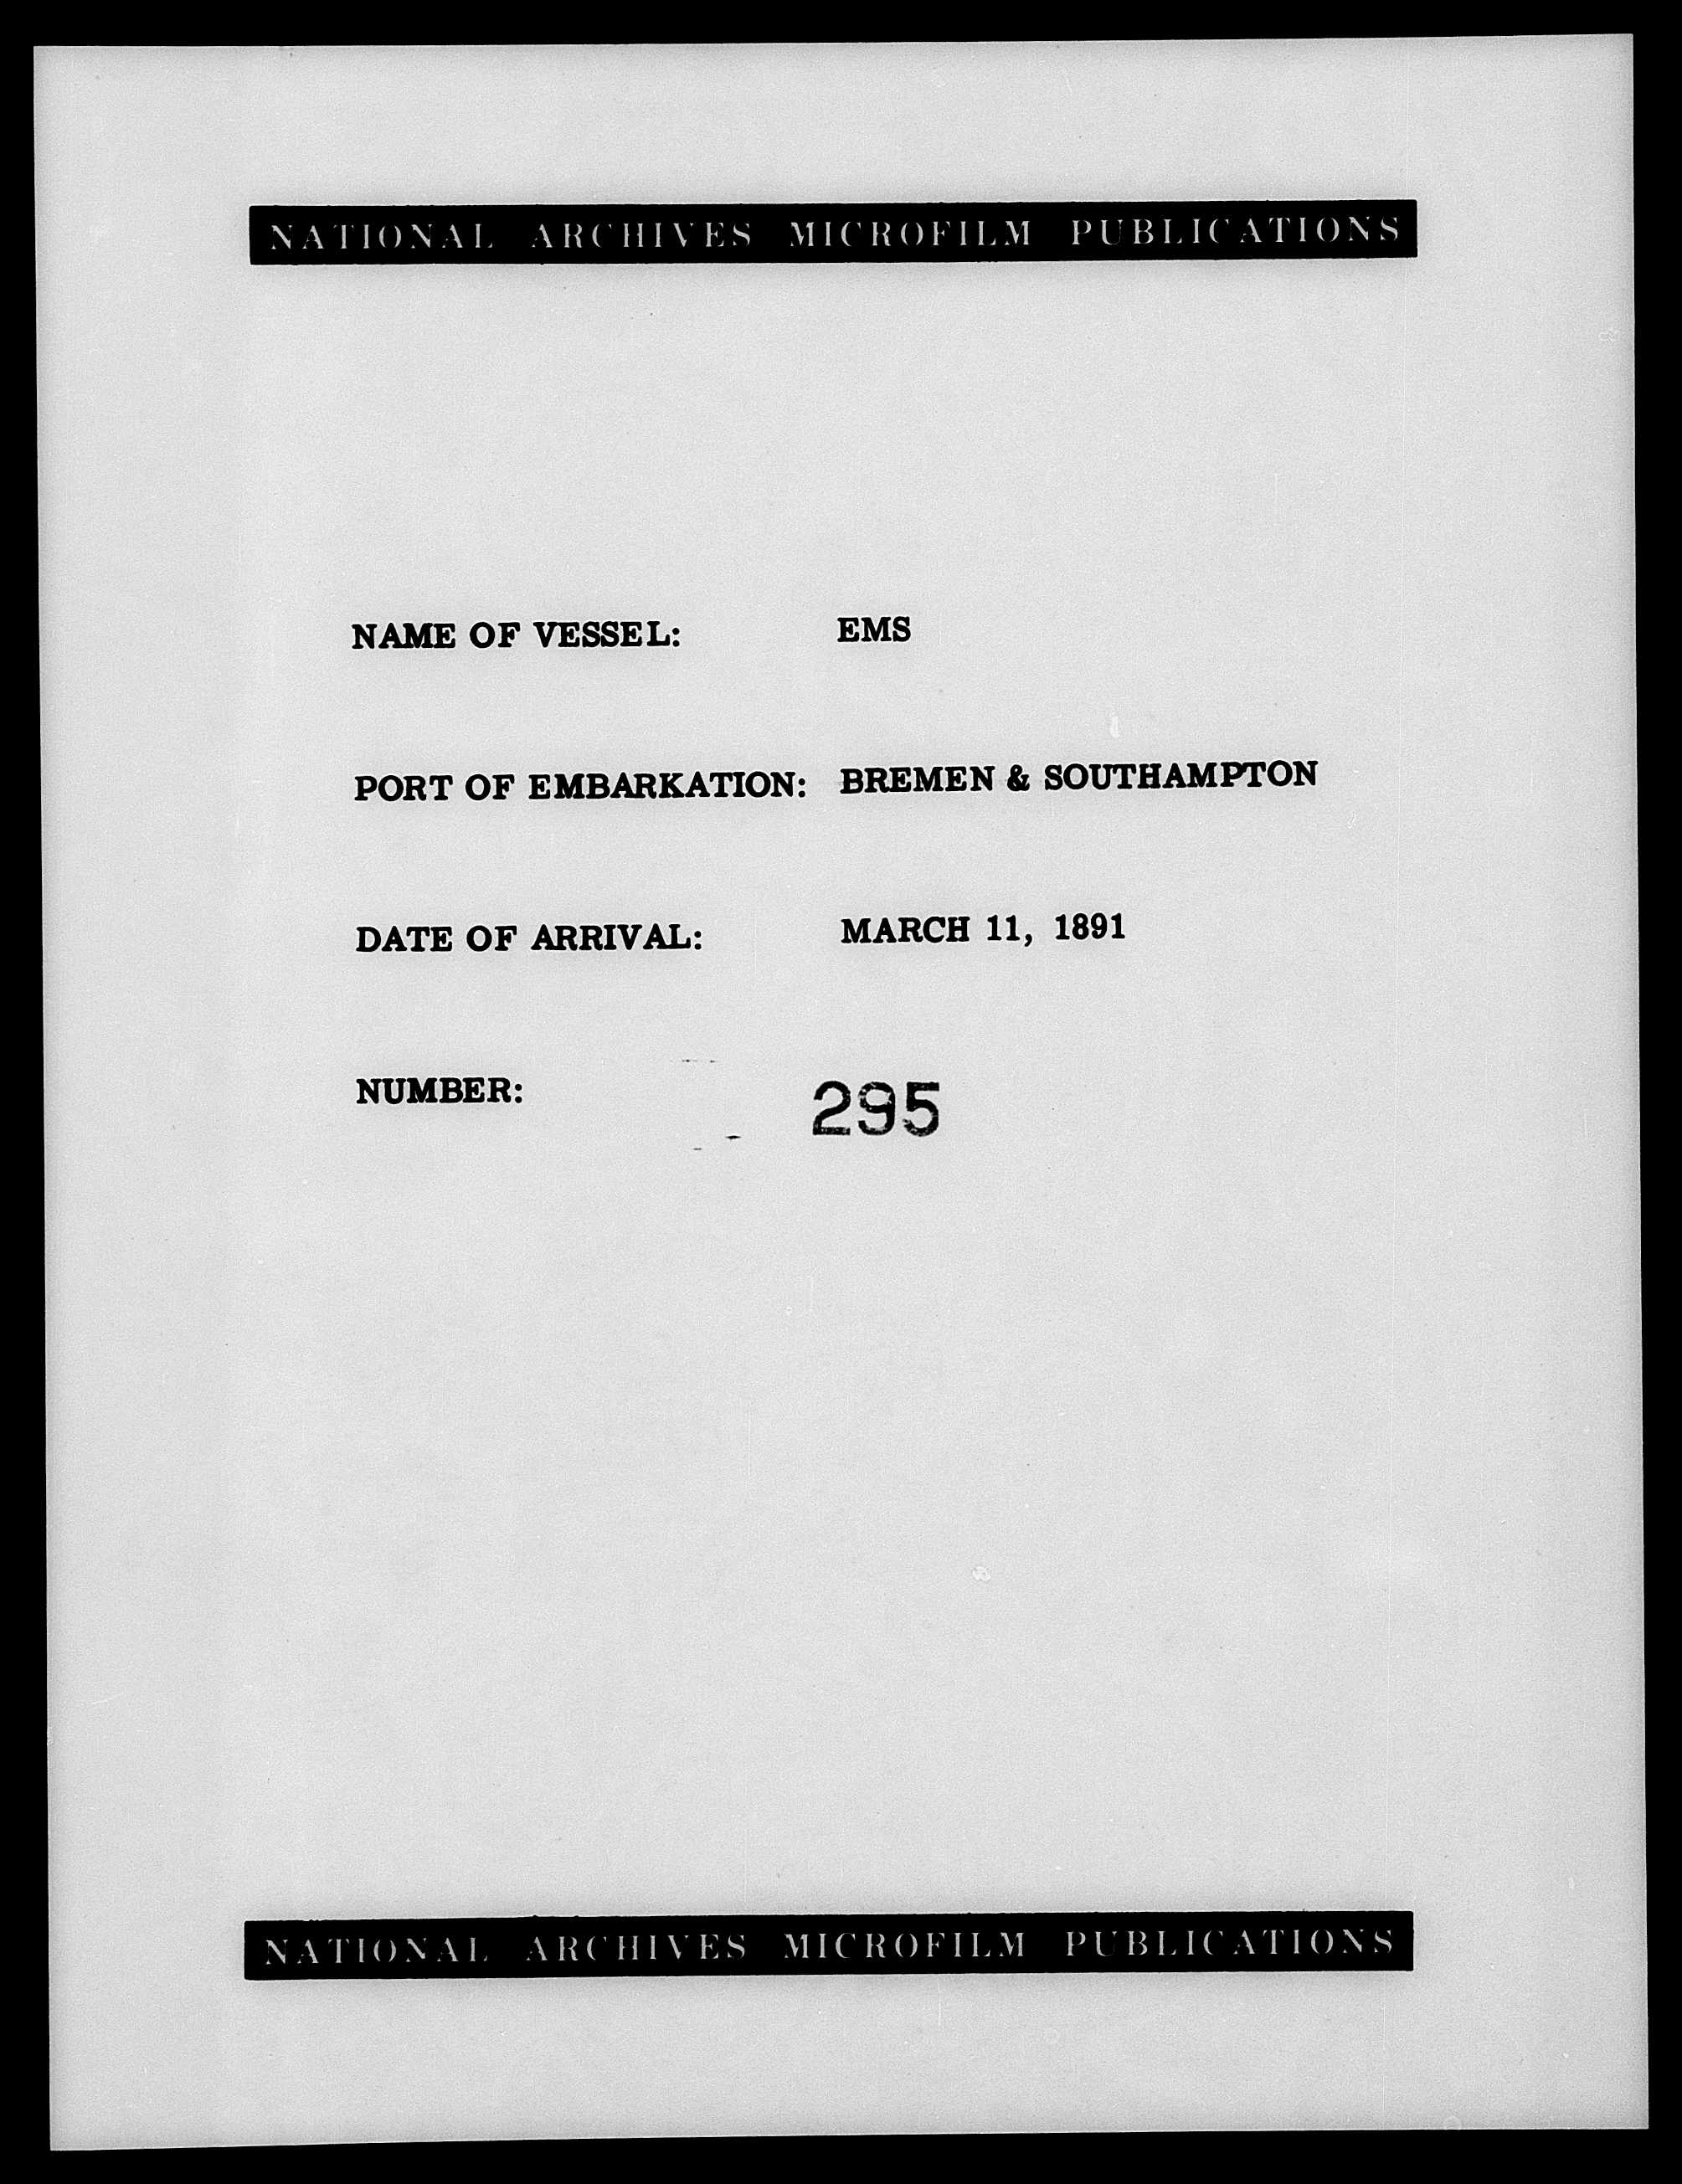 NATIONAL ARCHIVES MICROFILM PUBLICATIONS
NAME OF VESSEL: EMS
PORT OF EMBARKATION: BREMEN & SOUTHAMPTON
DATE OF ARRIVAL: MARCH 11, 1891
NUMBER: 295
NATIONAL ARCHIVES MICROFILM PUBLICATIONS